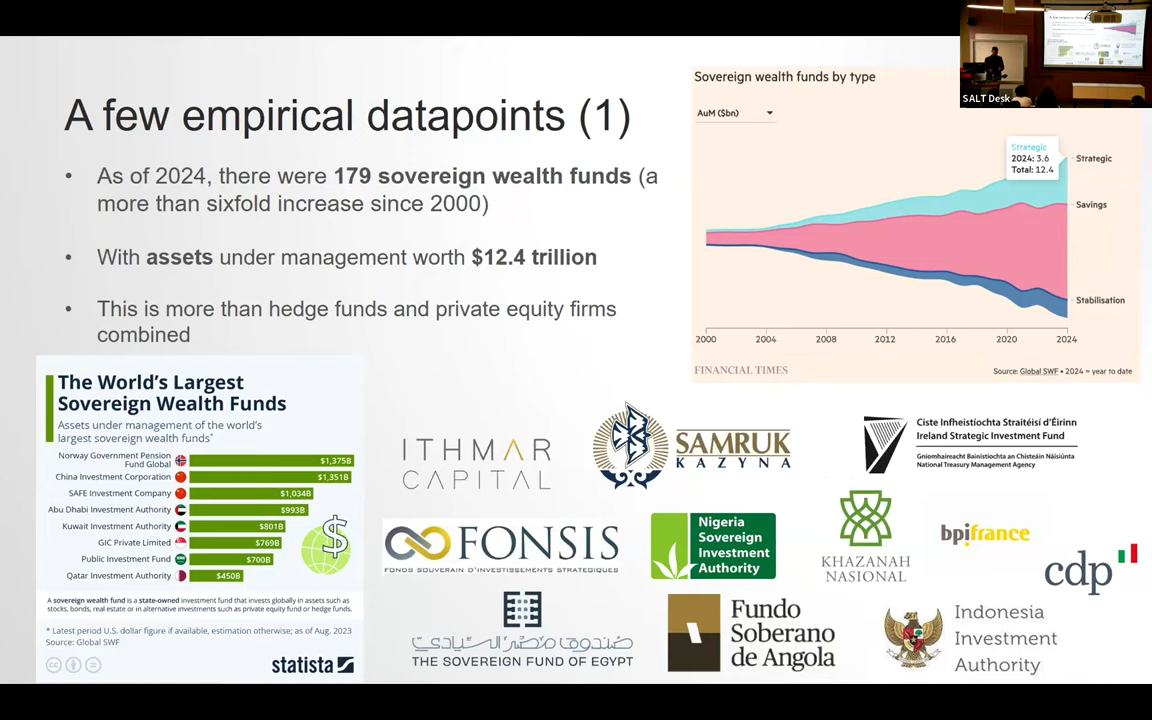 A few empirical datapoints (1)
• As of 2024, there were 179 sovereign wealth funds (a
more than sixfold increase since 2000)
• With assets under management worth $12.4 trillion
• This is more than hedge funds and private equity firms
combined
SALT Desk
Sovereign wealth funds by type
AuM ($bn)
Strategic
2024: 3.6
Total: 12.4
Strategic
Savings
Stabilisation
2000 2004 2008 2012 2016 2020 2024
FINANCIAL TIMES
Source: Global SWF • 2024 = year to date
The World's Largest
Sovereign Wealth Funds
Assets under management of the world's
largest sovereign wealth funds*
Norway Government Pension
Fund Global $1,375B
China Investment Corporation $1,351B
SAFE Investment Company $1,034B
Abu Dhabi Investment Authority $993B
Kuwait Investment Authority $801B
GIC Private Limited $769B
Public Investment Fund $700B
Qatar Investment Authority $450B
$
A sovereign wealth fund is a state-owned investment fund that invests globally in assets such as
stocks, bonds, real estate or in alternative investments such as private equity fund or hedge funds.
* Latest period U.S. dollar figure if available, estimation otherwise; as of Aug. 2023
Source: Global SWF
statista
ITHMAR
CAPITAL
SAMRUK
KAZYNA
Ciste Infheistíochta Straitéisí d'Éirinn
Ireland Strategic Investment Fund
Gníomhaireacht Bainistíochta an Chisteáin Náisiúnta
National Treasury Management Agency
FONSIS
FONDS SOUVERAIN D'INVESTISSEMENTS STRATEGIQUES
Nigeria
Sovereign
Investment
Authority
KHAZANAH
NASIONAL
bpifrance
cdp
صندوق مصر السيادي
THE SOVEREIGN FUND OF EGYPT
Fundo
Soberano
de Angola
Indonesia
Investment
Authority